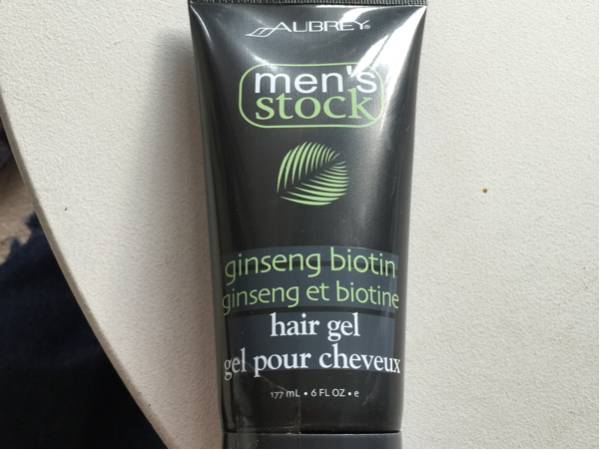 AUBREY®
men's
stock
ginseng biotin
ginseng et biotine
hair gel
gel pour cheveux
177 mL • 6 FL OZ • e